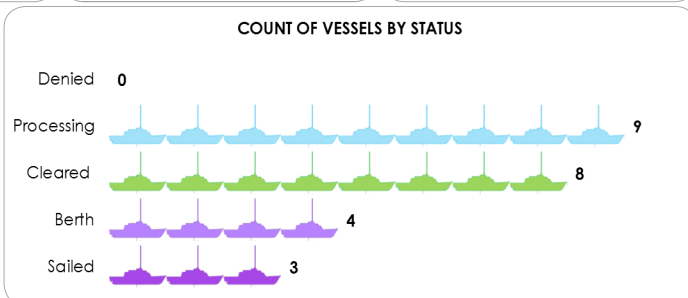 COUNT OF VESSELS BY STATUS
Denied 0
Processing 9
Cleared 8
Berth 4
Sailed 3